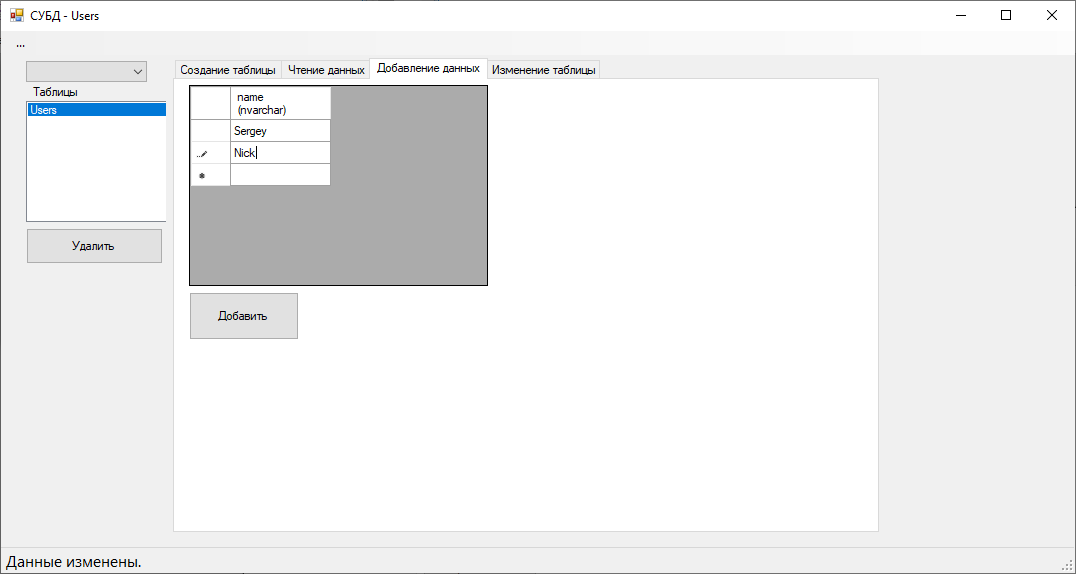 СУБД - Users
...
Таблицы
Users
Удалить
Создание таблицы
Чтение данных
Добавление данных
Изменение таблицы
name
(nvarchar)
Sergey
Nick
Добавить
Данные изменены.